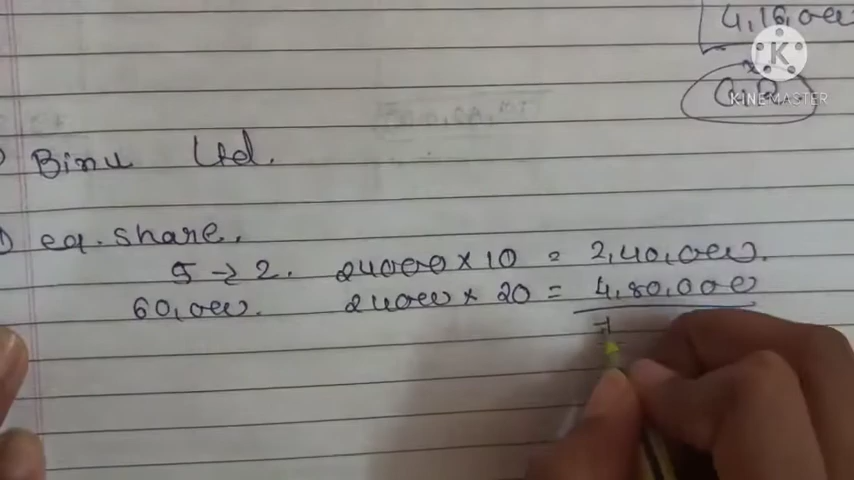 4,16,000
KINEMASTER
Binu Ltd.
eq. share.
5 → 2. 24000 × 10 = 2,40,000.
60,000. 24000 × 20 = 4,80,000